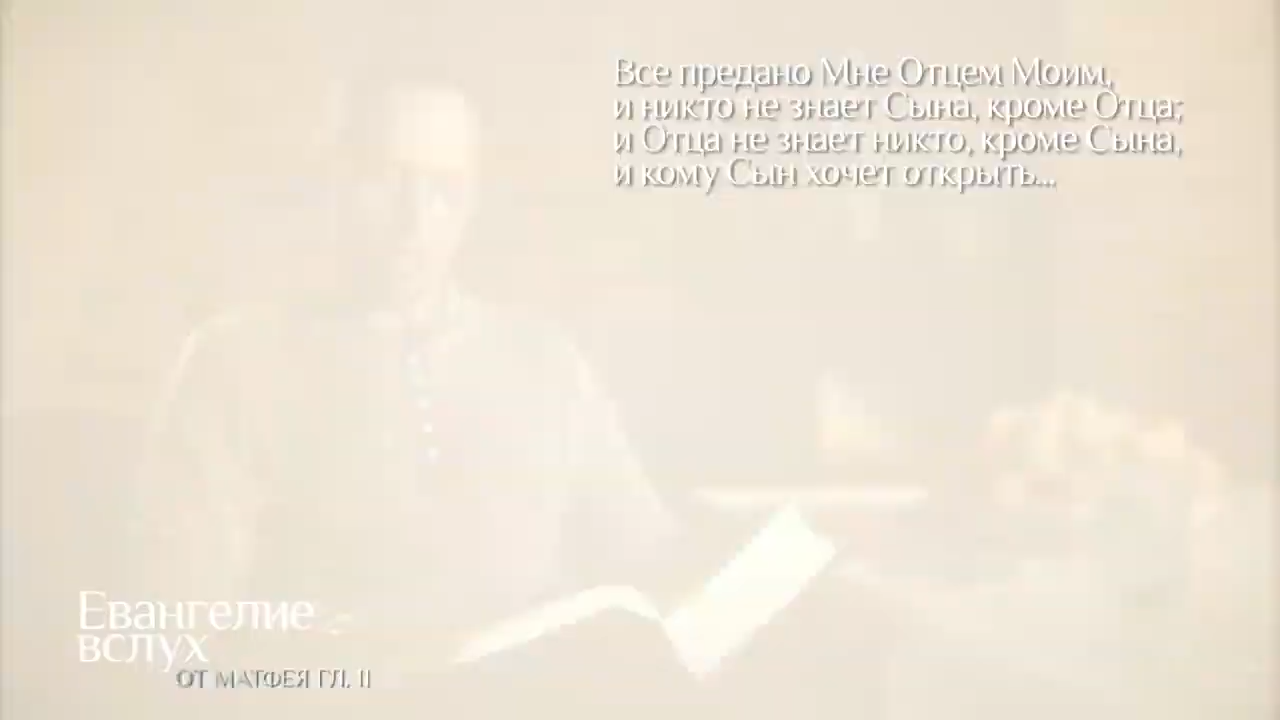 Все предано Мне Отцем Моим,
и никто не знает Сына, кроме Отца;
и Отца не знает никто, кроме Сына,
и кому Сын хочет открыть...
Евангелие
вслух
ОТ МАТФЕЯ ГЛ. 11